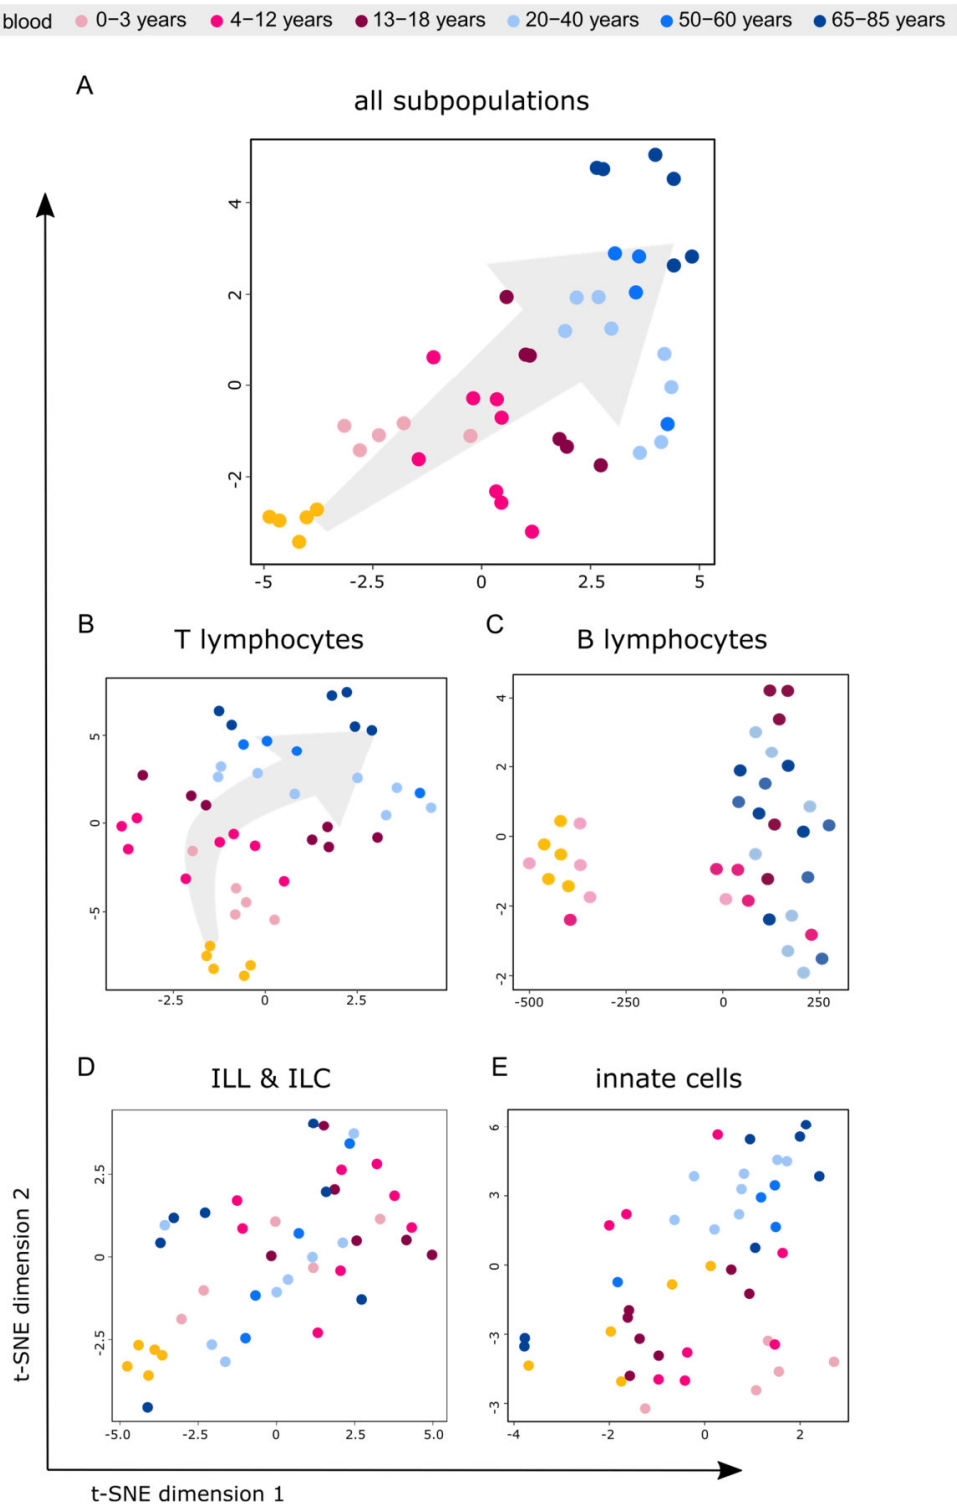 blood 0–3 years 4–12 years 13–18 years 20–40 years 50–60 years 65–85 years
A
all subpopulations
4
2
0
-2
-5 -2.5 0 2.5 5
B
T lymphocytes
5
0
-5
-2.5 0 2.5
C
B lymphocytes
4
2
0
-2
-2
-500 -250 0 250
D
ILL & ILC
2.5
0
-2.5
-5.0 -2.5 0 2.5 5.0
E
innate cells
6
3
0
-3
-3
-4 -2 0 2
t-SNE dimension 2
t-SNE dimension 1